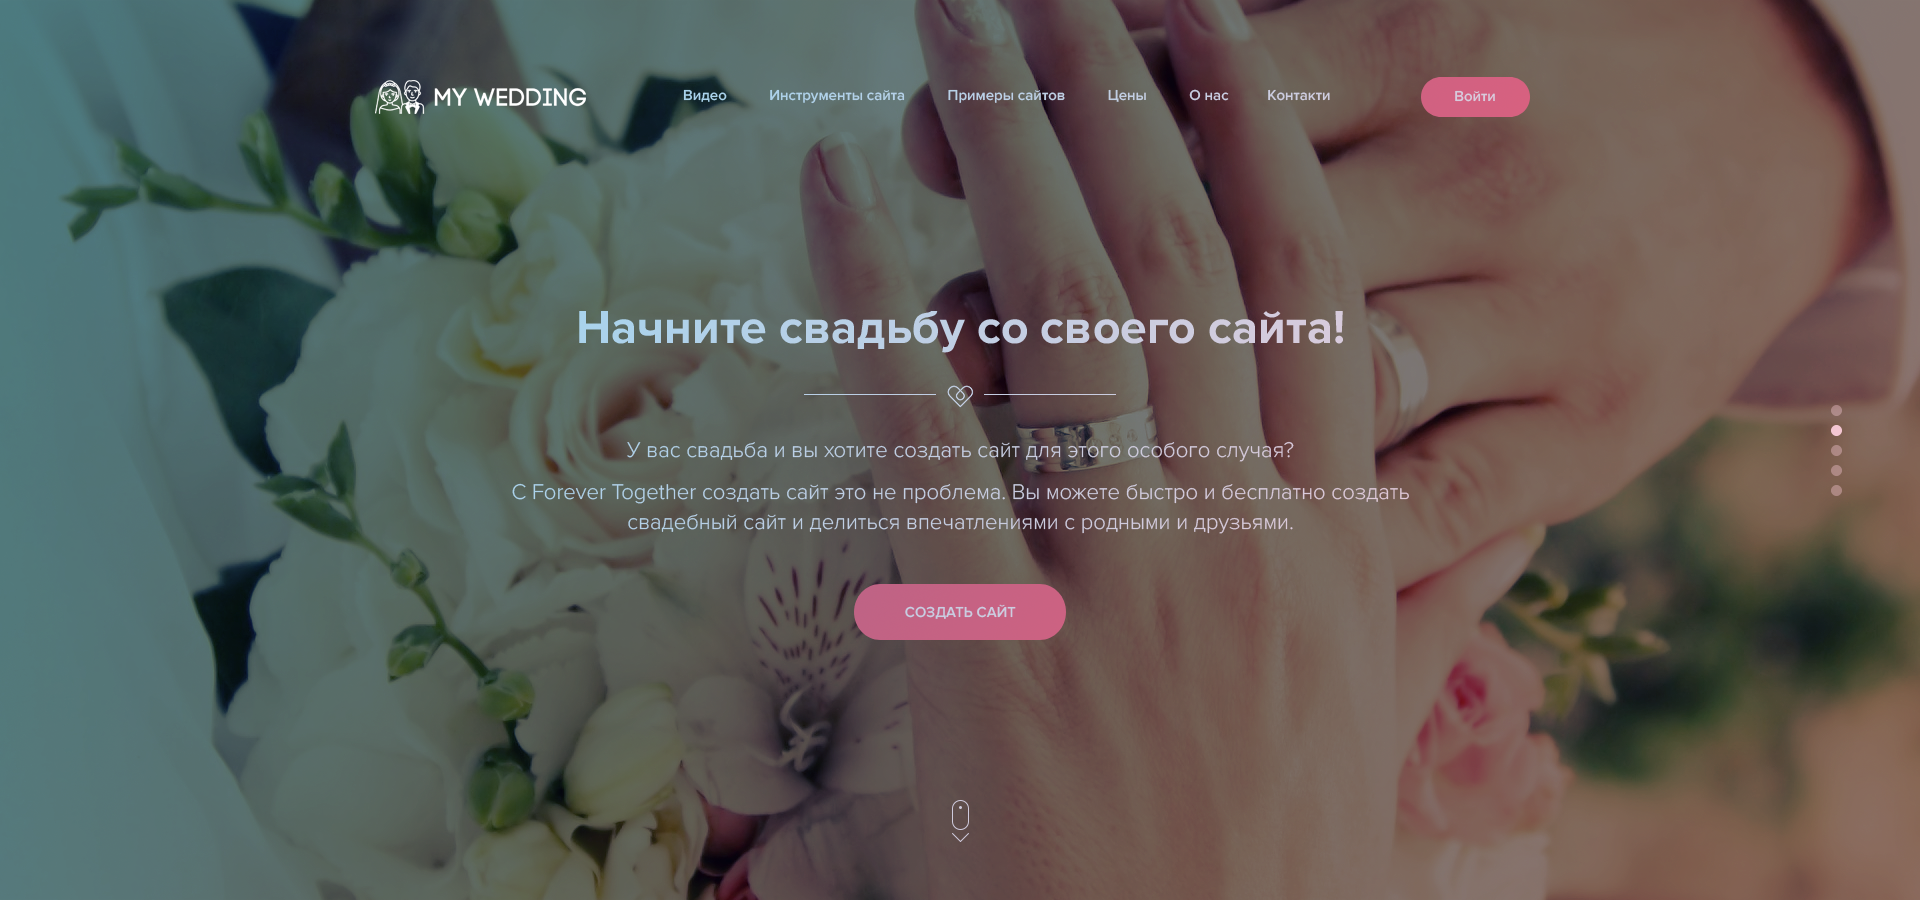 MY WEDDING
Видео
Инструменты сайта
Примеры сайтов
Цены
О нас
Контакти
Войти
Начните свадьбу со своего сайта!
У вас свадьба и вы хотите создать сайт для этого особого случая?
С Forever Together создать сайт это не проблема. Вы можете быстро и бесплатно создать
свадебный сайт и делиться впечатлениями с родными и друзьями.
СОЗДАТЬ САЙТ